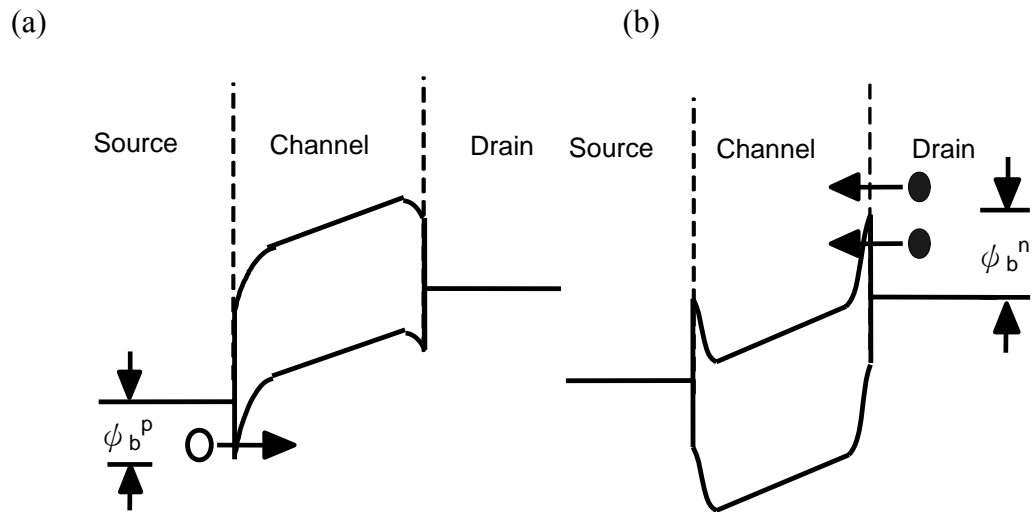 (a)
Source Channel Drain
ψ b p
(b)
Source Channel Drain
ψ b n